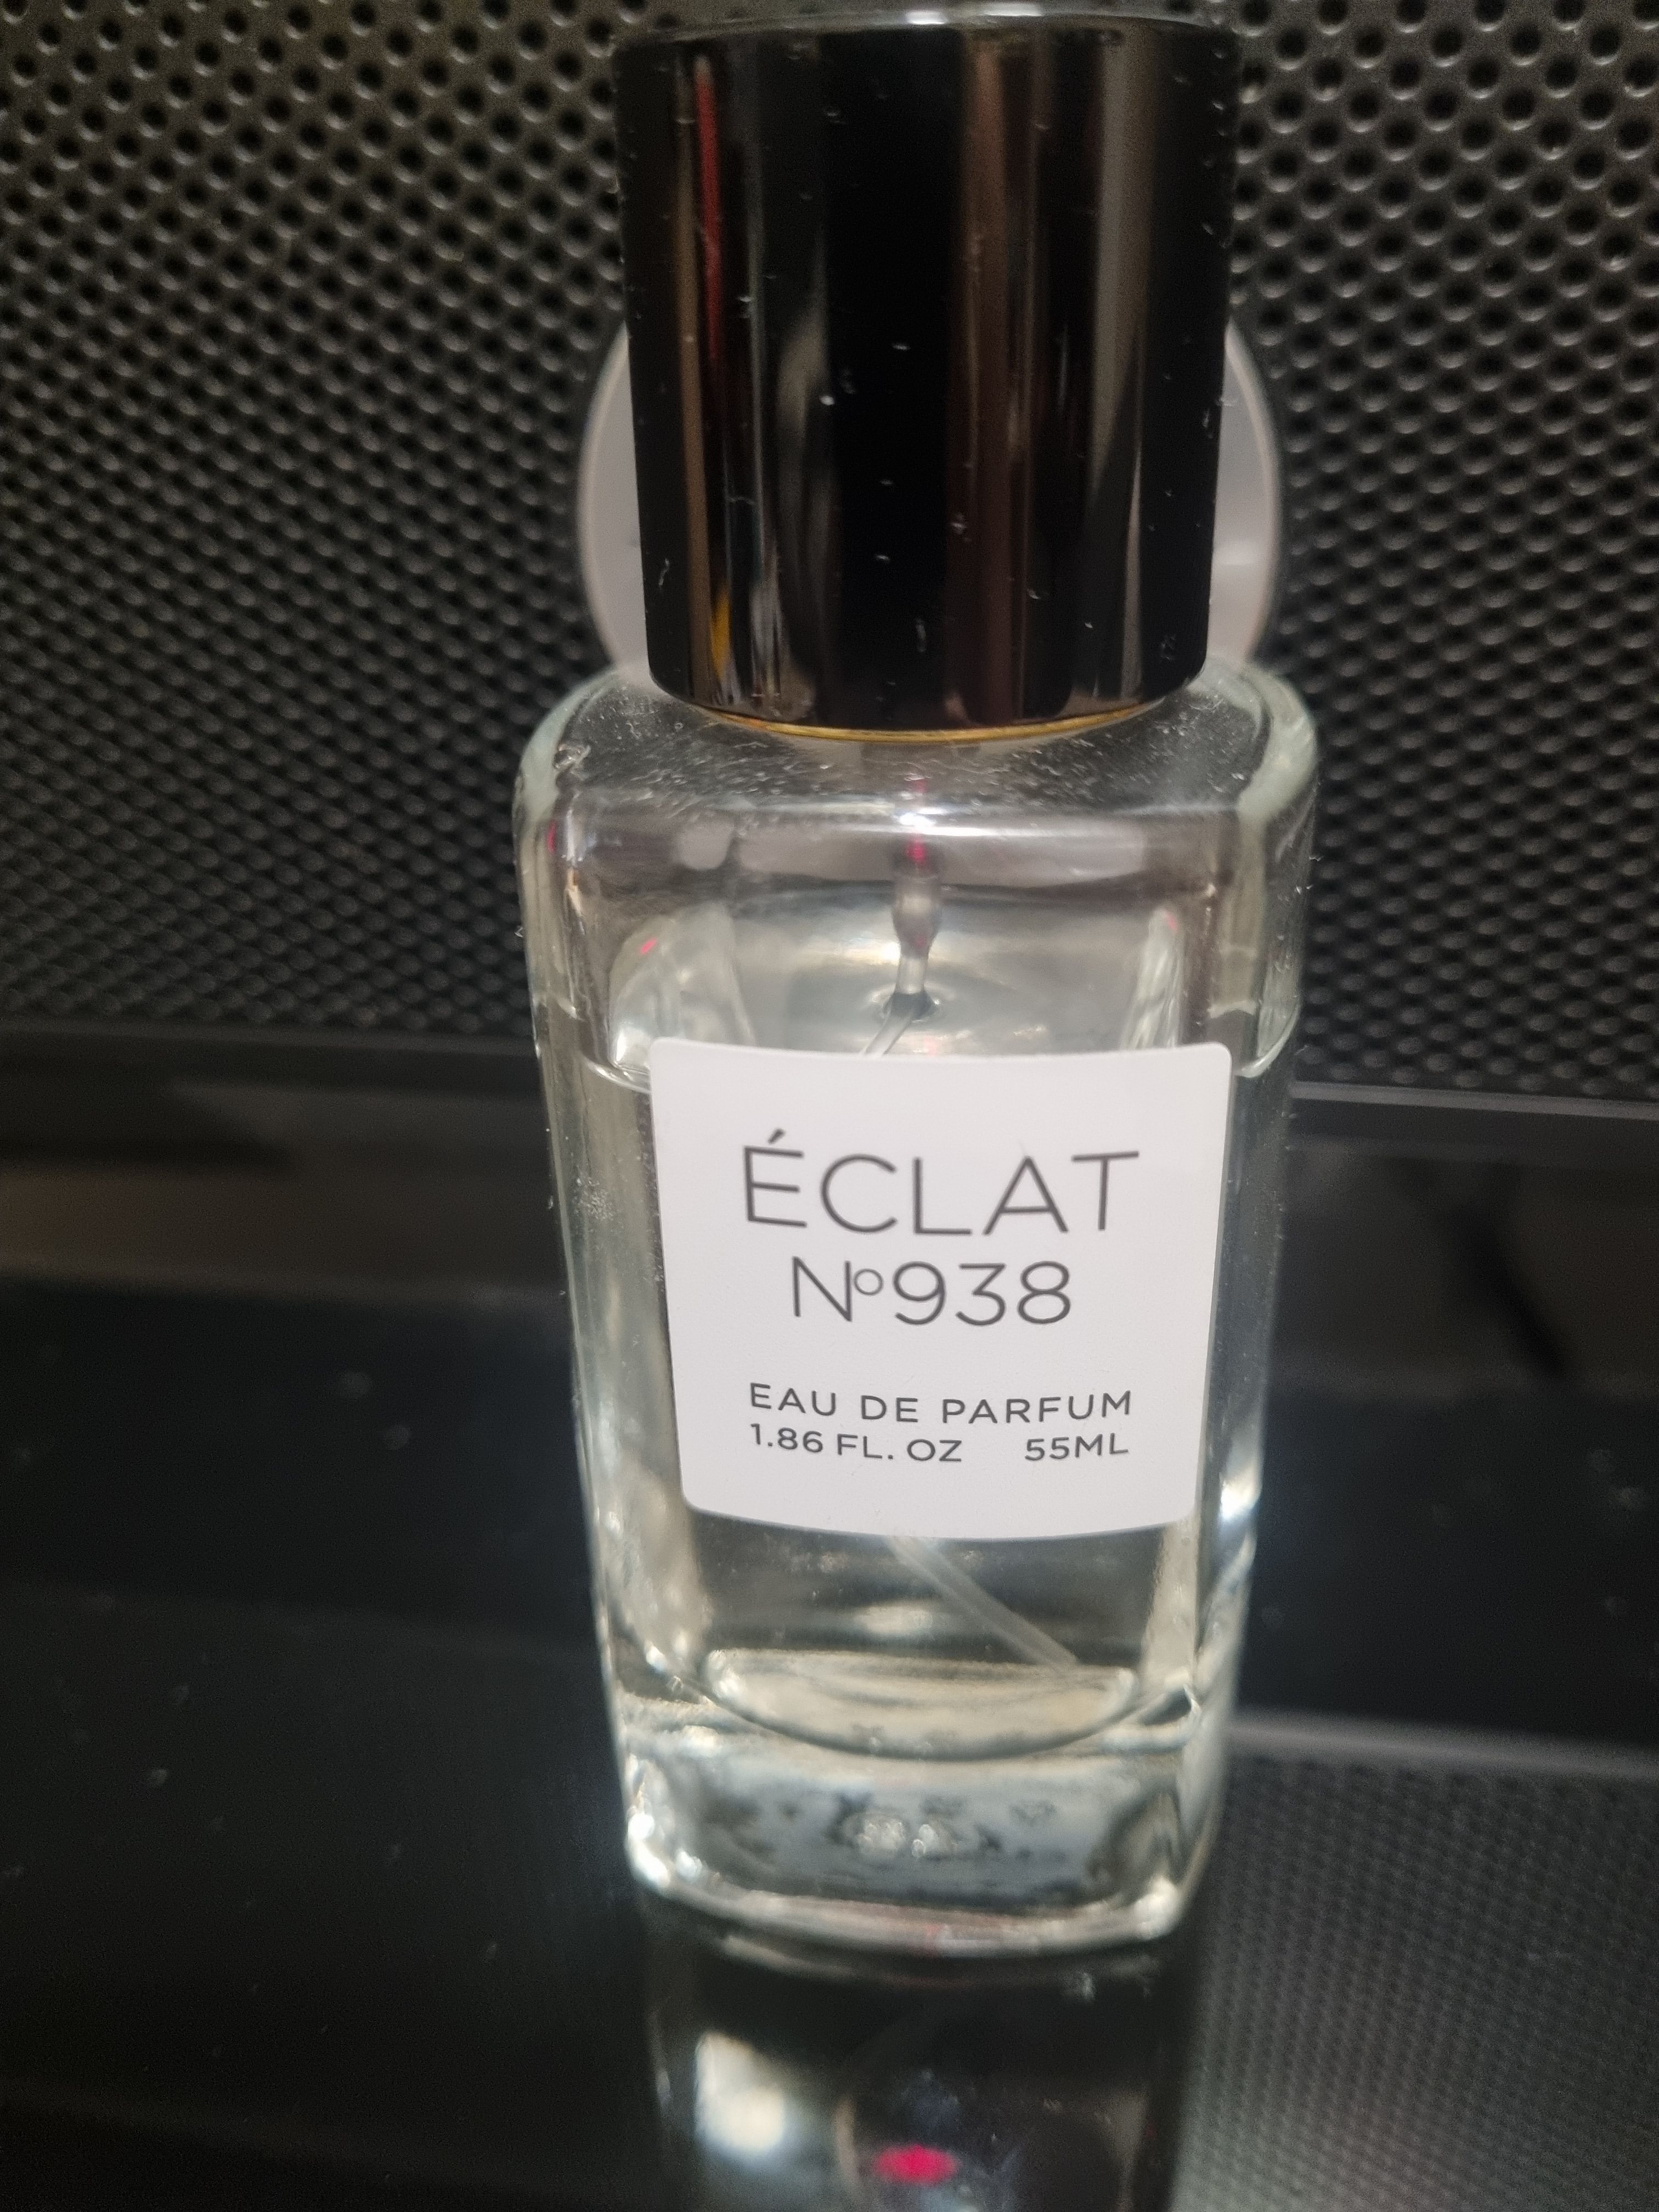 ÉCLAT
Nº938
EAU DE PARFUM
1.86 FL. OZ 55ML